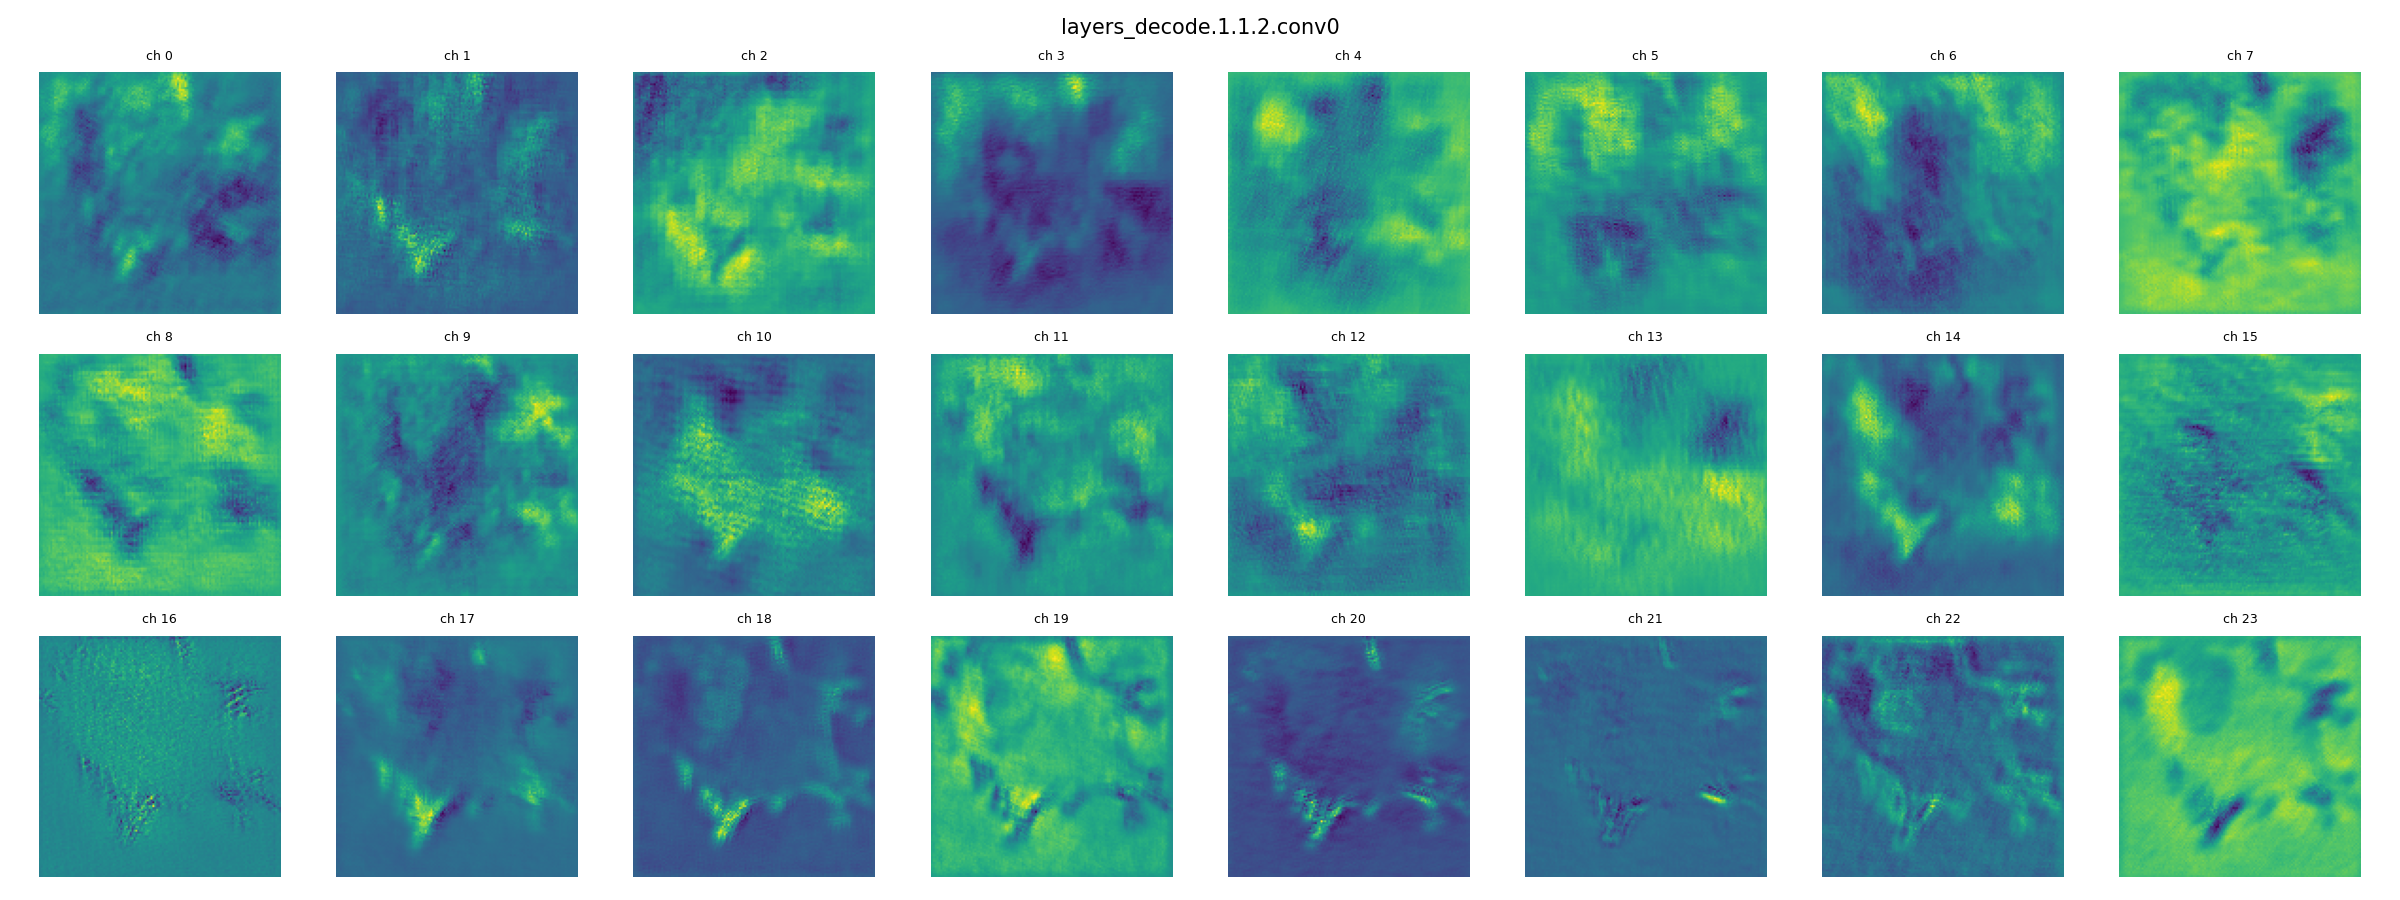 layers_decode.1.1.2.conv0
ch 0 ch 1 ch 2 ch 3 ch 4 ch 5 ch 6 ch 7
ch 8 ch 9 ch 10 ch 11 ch 12 ch 13 ch 14 ch 15
ch 16 ch 17 ch 18 ch 19 ch 20 ch 21 ch 22 ch 23